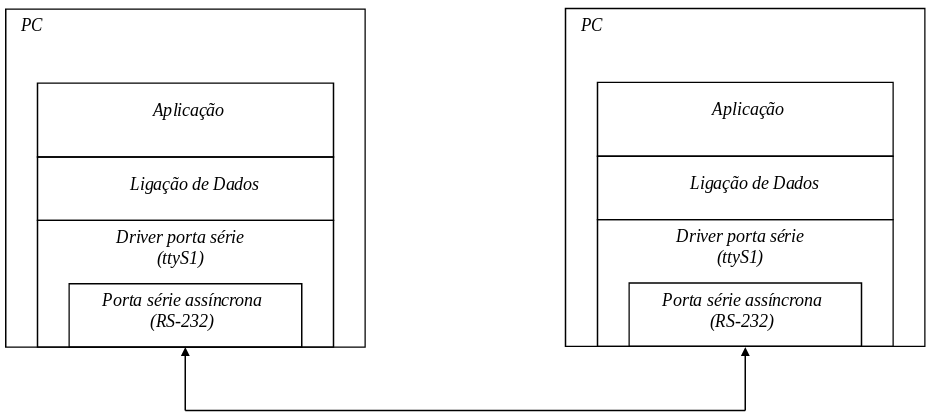 PC
Aplicação
Ligação de Dados
Driver porta série
(ttyS1)
Porta série assíncrona
(RS-232)
PC
Aplicação
Ligação de Dados
Driver porta série
(ttyS1)
Porta série assíncrona
(RS-232)